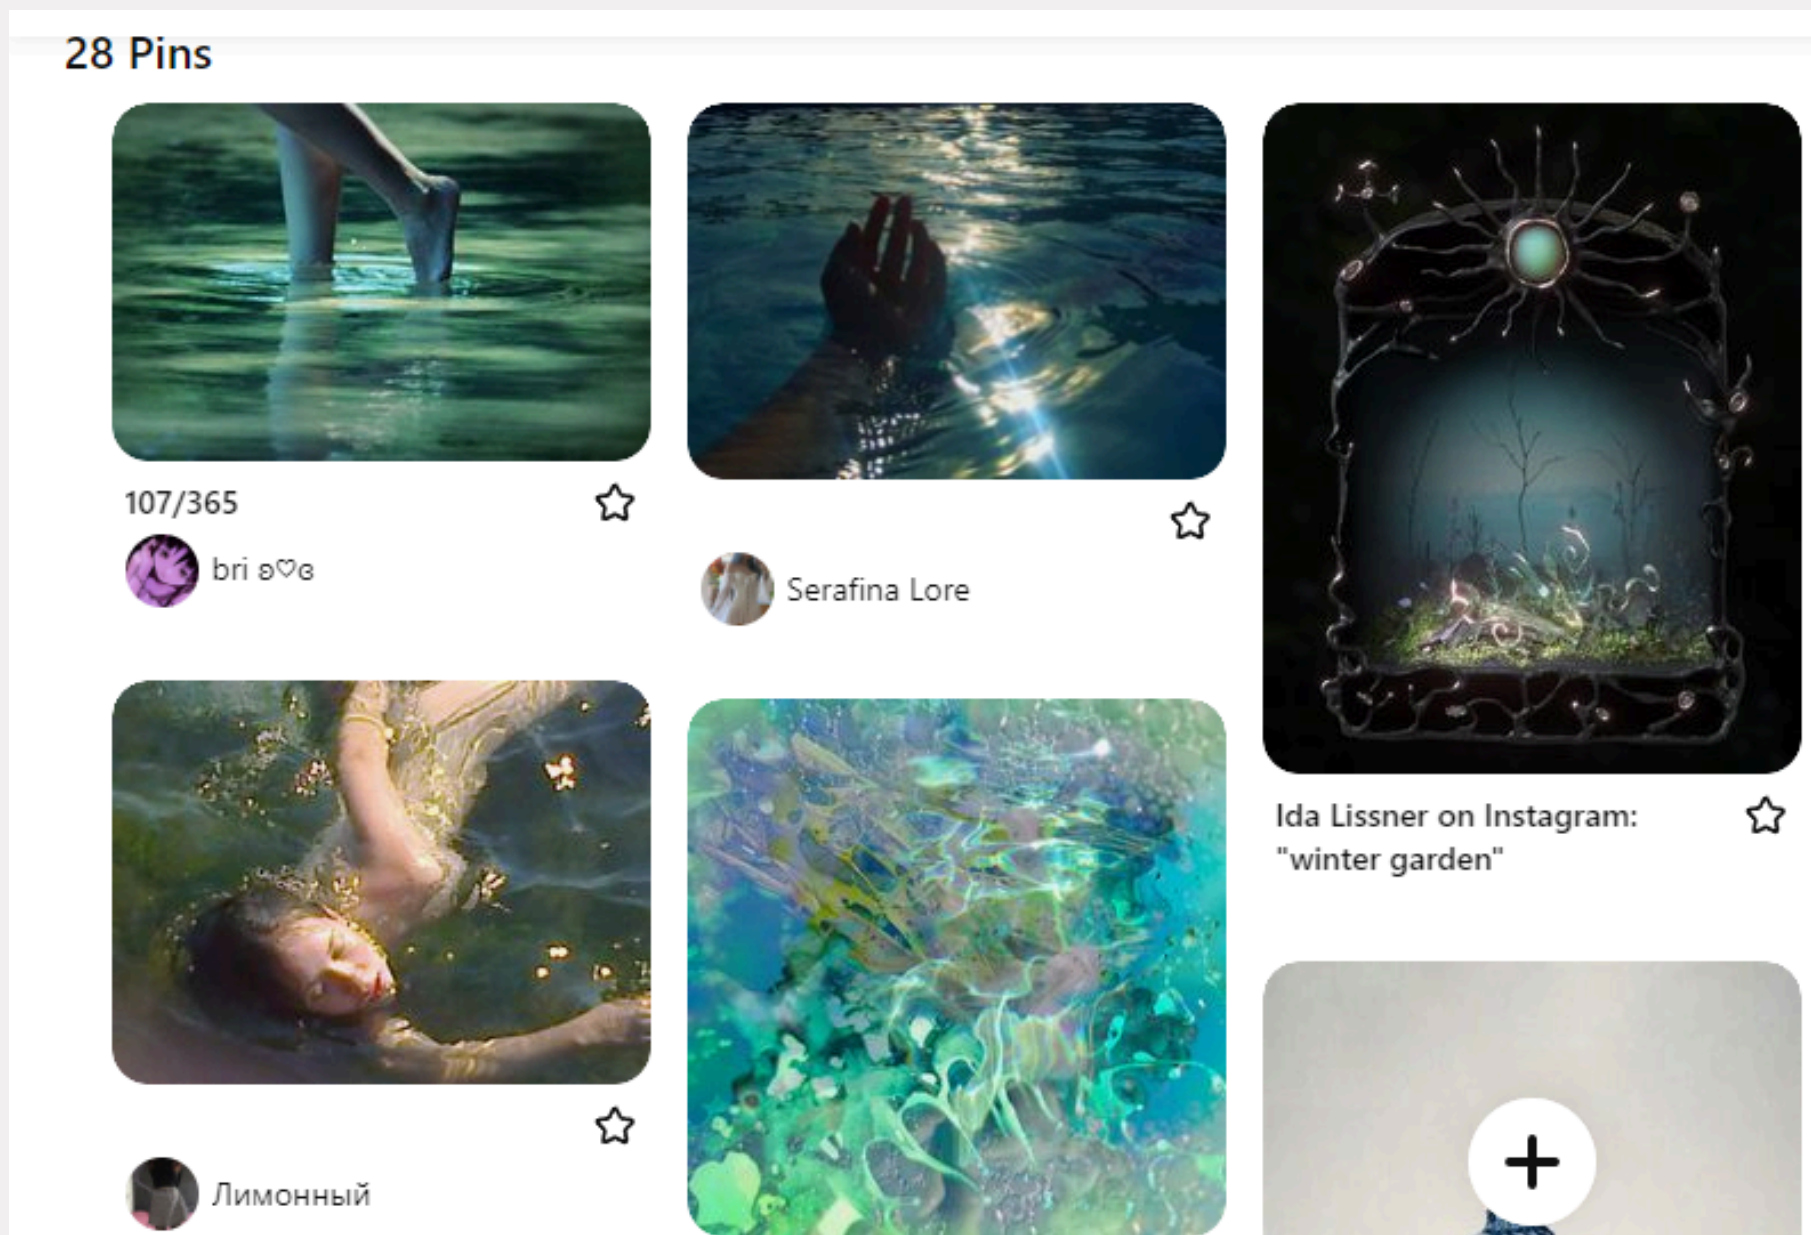 28 Pins
107/365
bri ʚ♡ɞ
Serafina Lore
Ida Lissner on Instagram:
"winter garden"
Лимонный